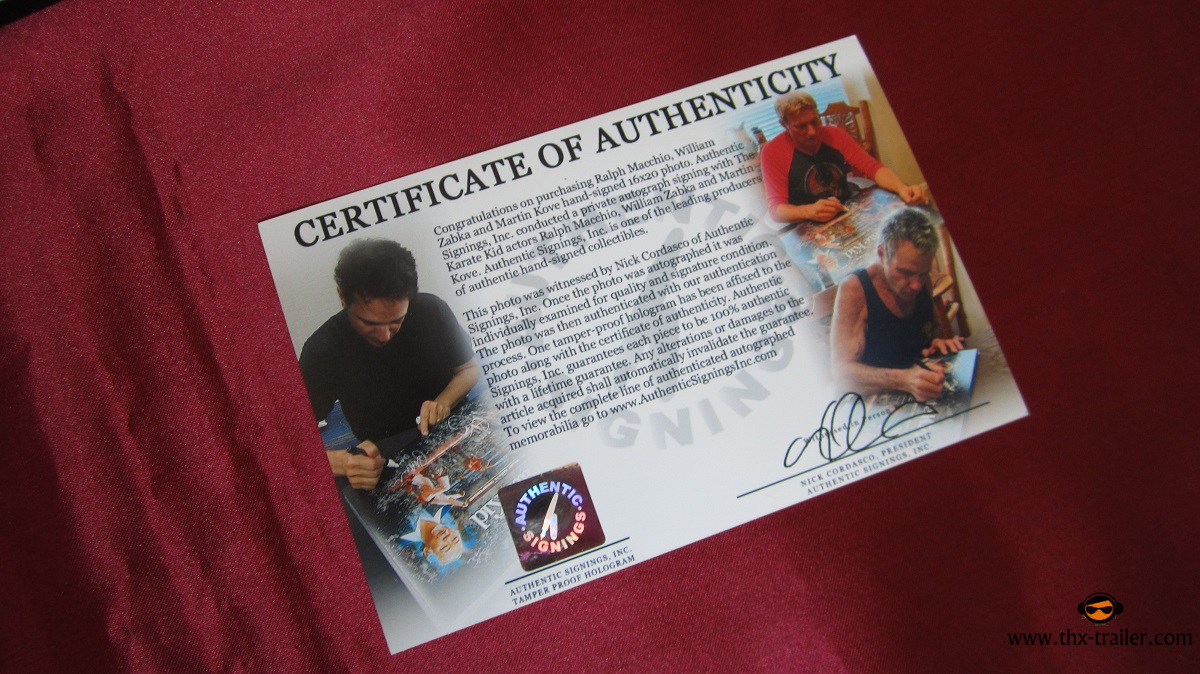 CERTIFICATE OF AUTHENTICITY
Congratulations on purchasing Ralph Macchio, William
Zabka and Martin Kove hand-signed 16x20 photo. Authentic
Signings, Inc. conducted a private autograph signing with The
Karate Kid actors Ralph Macchio, William Zabka and Martin
Kove. Authentic Signings, Inc. is one of the leading producers
of authentic hand-signed collectibles.
This photo was witnessed by Nick Cordasco of Authentic
Signings, Inc. Once the photo was autographed it was
individually examined for quality and signature condition.
The photo was then authenticated with our authentication
process. One tamper-proof hologram has been affixed to the
photo along with the certificate of authenticity. Authentic
Signings, Inc. guarantees each piece to be 100% authentic
with a lifetime guarantee. Any alterations or damages to the
article acquired shall automatically invalidate the guarantee.
To view the complete line of authenticated autographed
memorabilia go to www.AuthenticSigningsInc.com
Witnessed in Person
NICK CORDASCO, PRESIDENT
AUTHENTIC SIGNINGS, INC.
·AUTHENTIC·
SIGNINGS
AUTHENTIC SIGNINGS, INC.
TAMPER PROOF HOLOGRAM
www.thx-trailer.com